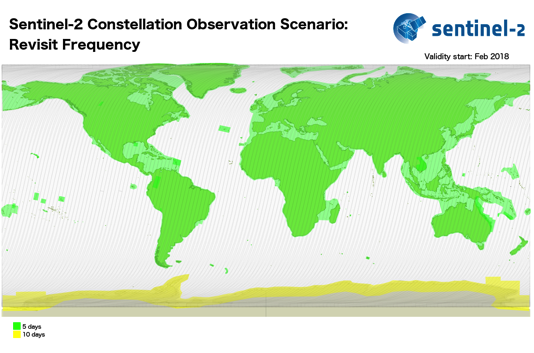 Sentinel-2 Constellation Observation Scenario:
Revisit Frequency
sentinel-2
Validity start: Feb 2018
5 days
10 days